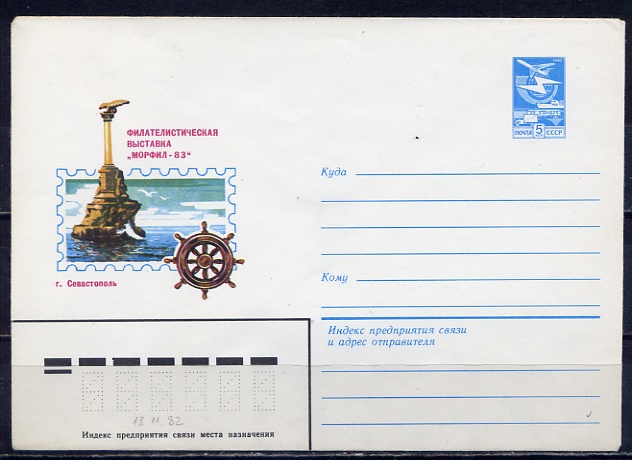 ФИЛАТЕЛИСТИЧЕСКАЯ
ВЫСТАВКА
„МОРФИЛ - 83“
г. Севастополь
ПОЧТА 5 СССР
Куда
Кому
Индекс предприятия связи
и адрес отправителя
18 11 82
Индекс предприятия связи места назначения